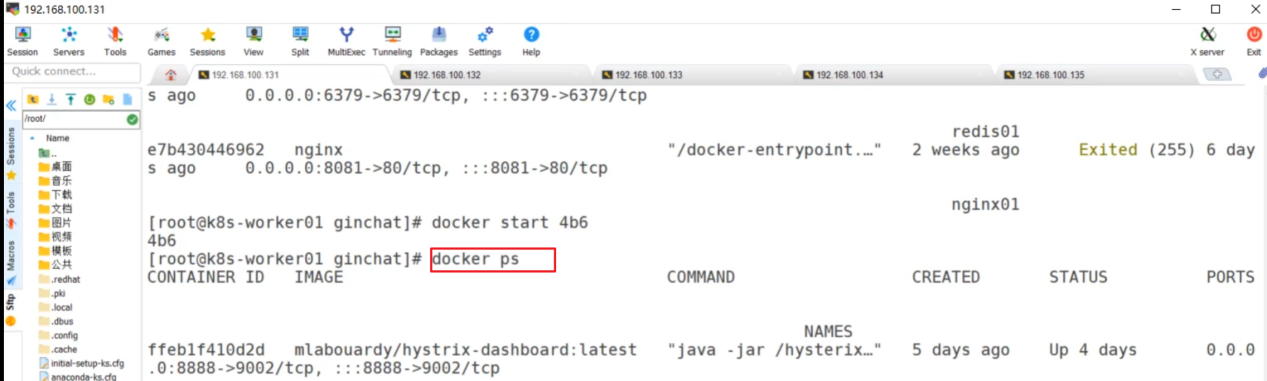 192.168.100.131
Session Servers Tools Games Sessions View Split MultiExec Tunneling Packages Settings Help X server Exit
Quick connect...
192.168.100.131 192.168.100.132 192.168.100.133 192.168.100.134 192.168.100.135
/root/
Name
..
桌面
音乐
下载
文档
图片
视频
模板
公共
.redhat
.pki
.local
.dbus
.config
.cache
initial-setup-ks.cfg
anaconda-ks.cfg
Sessions
Tools
Macros
Sftp
s ago 0.0.0.0:6379->6379/tcp, :::6379->6379/tcp
redis01
e7b430446962 nginx "/docker-entrypoint.…" 2 weeks ago Exited (255) 6 day
s ago 0.0.0.0:8081->80/tcp, :::8081->80/tcp
nginx01
[root@k8s-worker01 ginchat]# docker start 4b6
4b6
[root@k8s-worker01 ginchat]# docker ps
CONTAINER ID IMAGE COMMAND CREATED STATUS PORTS
NAMES
ffeb1f410d2d mlabouardy/hystrix-dashboard:latest "java -jar /hysterix…" 5 days ago Up 4 days 0.0.0
.0:8888->9002/tcp, :::8888->9002/tcp